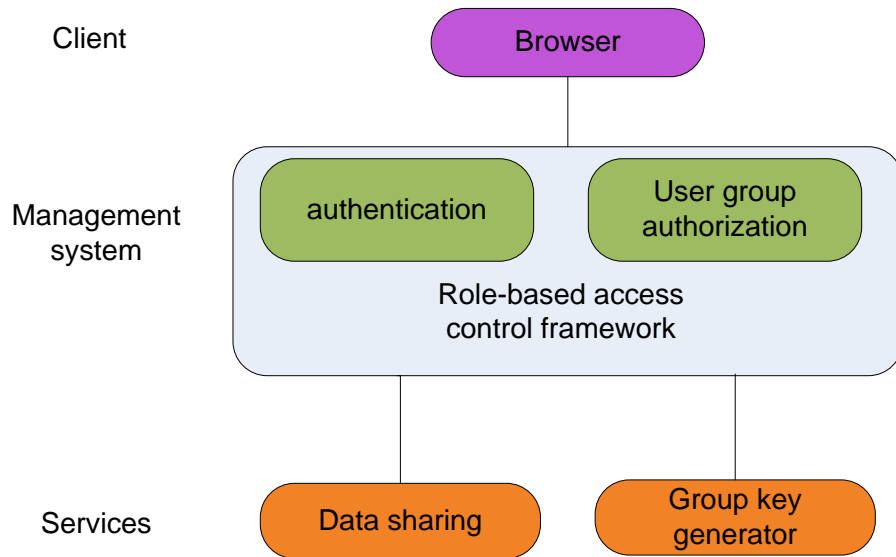 Client
Browser
Management
system
authentication
User group
authorization
Role-based access
control framework
Services
Data sharing
Group key
generator